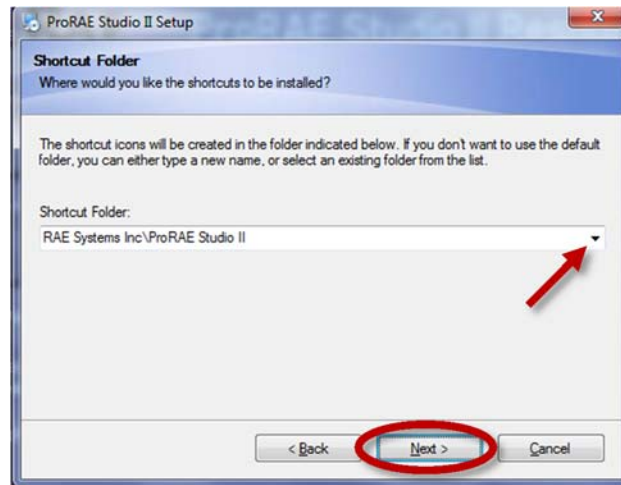 ProRAE Studio II Setup
Shortcut Folder
Where would you like the shortcuts to be installed?
The shortcut icons will be created in the folder indicated below. If you don't want to use the default
folder, you can either type a new name, or select an existing folder from the list.
Shortcut Folder:
RAE Systems Inc\ProRAE Studio II
< Back Next > Cancel